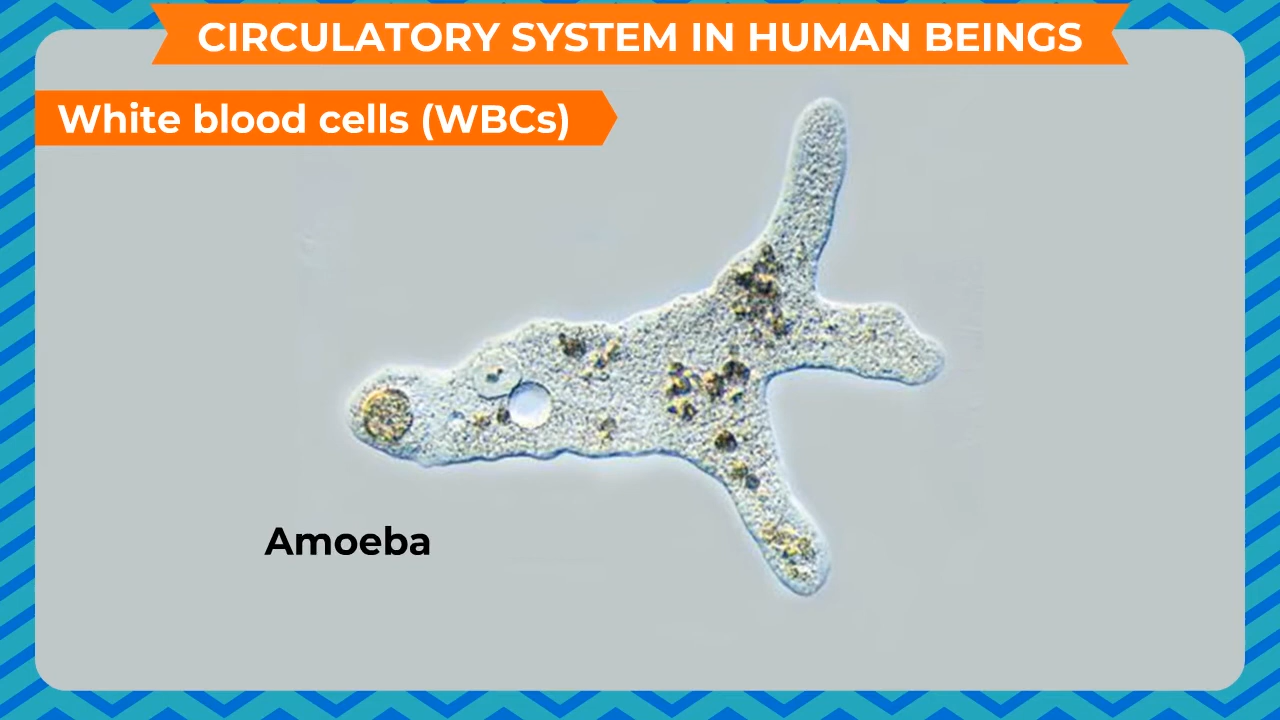 CIRCULATORY SYSTEM IN HUMAN BEINGS
White blood cells (WBCs)
Amoeba